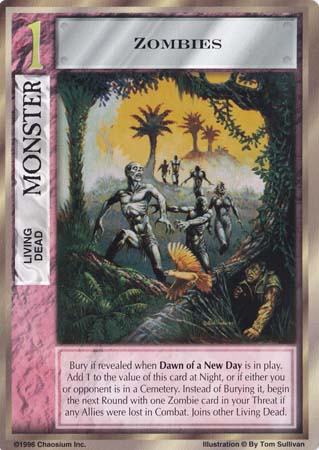 1
ZOMBIES
MONSTER
LIVING
DEAD
Bury if revealed when Dawn of a New Day is in play.
Add 1 to the value of this card at Night, or if either you
or opponent is in a Cemetery. Instead of Burying it, begin
the next Round with one Zombie card in your Threat if
any Allies were lost in Combat. Joins other Living Dead.
©1996 Chaosium Inc.
Illustration © By Tom Sullivan